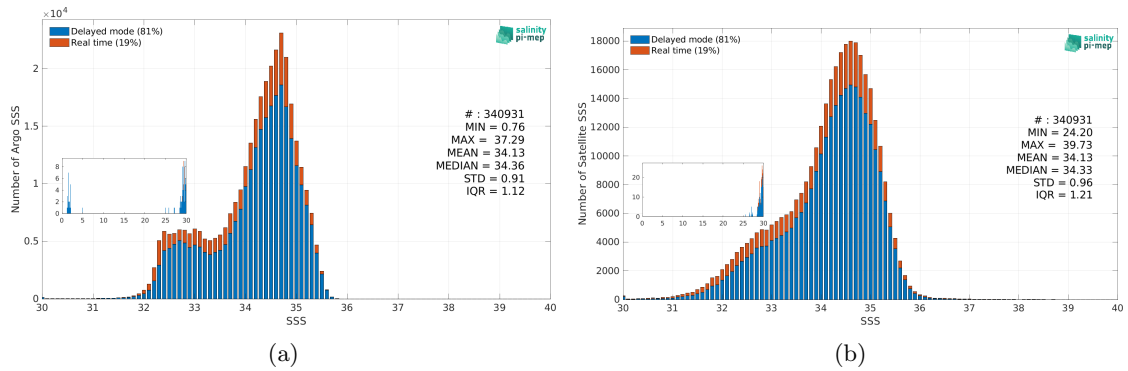 ×10⁴
Delayed mode (81%)
Real time (19%)
salinity
pi-mep
Number of Argo SSS
2
1.5
1
0.5
0
# : 340931
MIN = 0.76
MAX = 37.29
MEAN = 34.13
MEDIAN = 34.36
STD = 0.91
IQR = 1.12
8
6
4
2
0
0 5 10 15 20 25 30
30 31 32 33 34 35 36 37 38 39 40
SSS
(a)
Delayed mode (81%)
Real time (19%)
salinity
pi-mep
Number of Satellite SSS
18000
16000
14000
12000
10000
8000
6000
4000
2000
0
# : 340931
MIN = 24.20
MAX = 39.73
MEAN = 34.13
MEDIAN = 34.33
STD = 0.96
IQR = 1.21
20
10
0
0 5 10 15 20 25 30
30 31 32 33 34 35 36 37 38 39 40
SSS
(b)